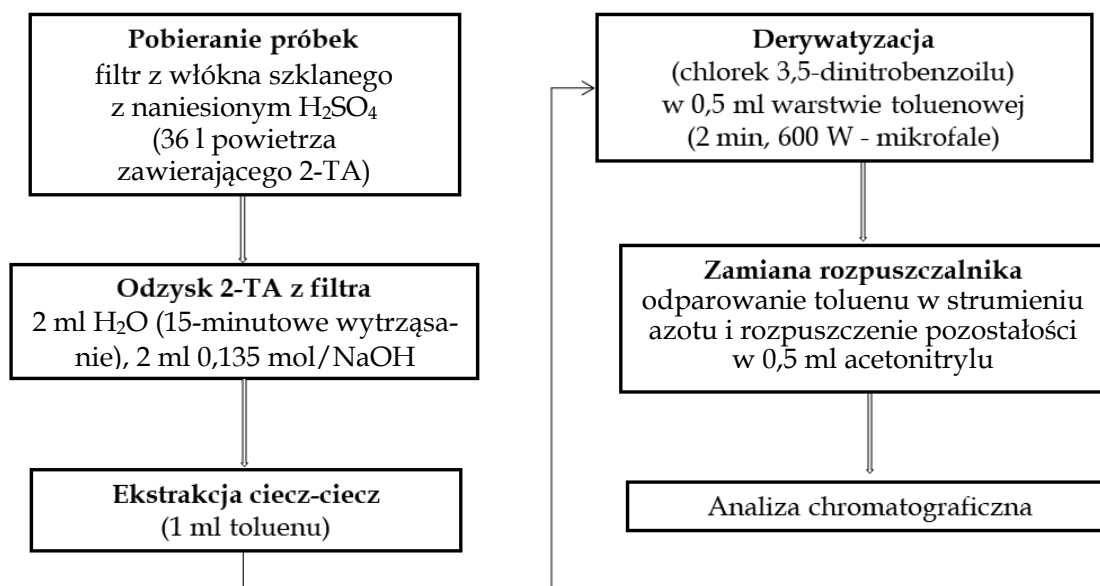 Pobieranie próbek
filtr z włókna szklanego
z naniesionym H₂SO₄
(36 l powietrza
zawierającego 2-TA)
Odzysk 2-TA z filtra
2 ml H₂O (15-minutowe wytrząsa-
nie), 2 ml 0,135 mol/NaOH
Ekstrakcja ciecz-ciecz
(1 ml toluenu)
Derywatyzacja
(chlorek 3,5-dinitrobenzoilu)
w 0,5 ml warstwie toluenowej
(2 min, 600 W - mikrofale)
Zamiana rozpuszczalnika
odparowanie toluenu w strumieniu
azotu i rozpuszczenie pozostałości
w 0,5 ml acetonitrylu
Analiza chromatograficzna